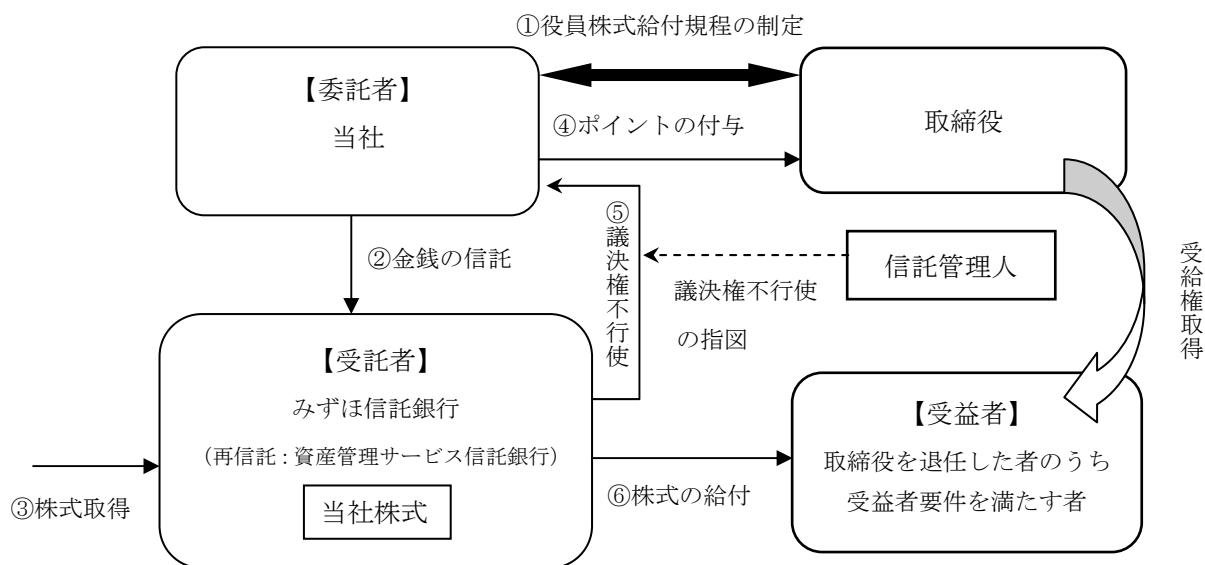 ①役員株式給付規程の制定
【委託者】
当社
取締役
④ポイントの付与
⑤議決権不行使
②金銭の信託
信託管理人
議決権不行使
の指図
受給権取得
【受託者】
みずほ信託銀行
(再信託:資産管理サービス信託銀行)
当社株式
③株式取得
⑥株式の給付
【受益者】
取締役を退任した者のうち
受益者要件を満たす者